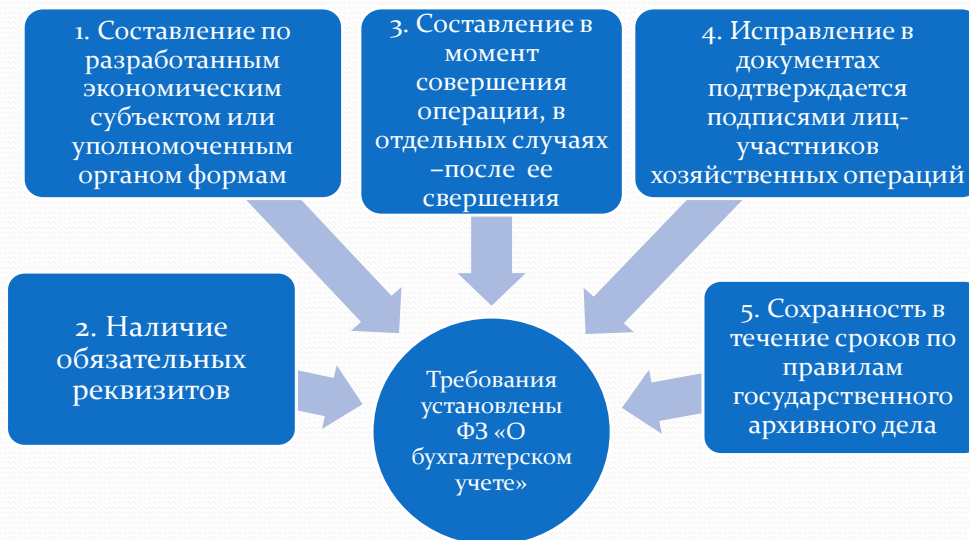 1. Составление по
разработанным
экономическим
субъектом или
уполномоченным
органом формам
3. Составление в
момент
совершения
операции, в
отдельных случаях
–после ее
свершения
4. Исправление в
документах
подтверждается
подписями лиц-
участников
хозяйственных операций
2. Наличие
обязательных
реквизитов
Требования
установлены
ФЗ «О
бухгалтерском
учете»
5. Сохранность в
течение сроков по
правилам
государственного
архивного дела